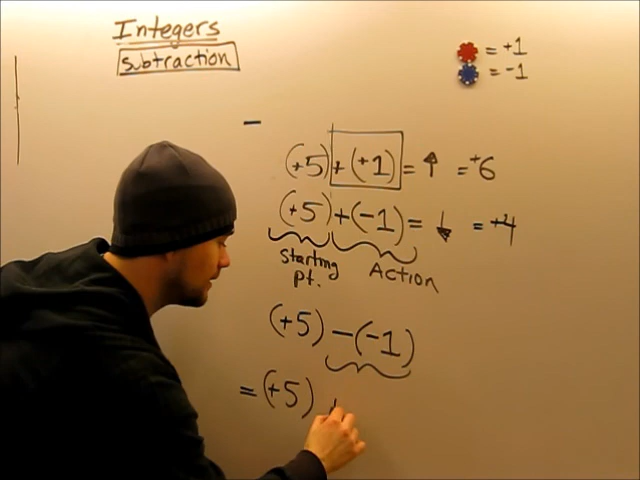 Integers
subtraction
= +1
= -1
-
(+5) + (+1) = ↑ = +6
(+5) + (-1) = ↓ = +4
Starting pt.
Action
(+5) - (-1)
= (+5)